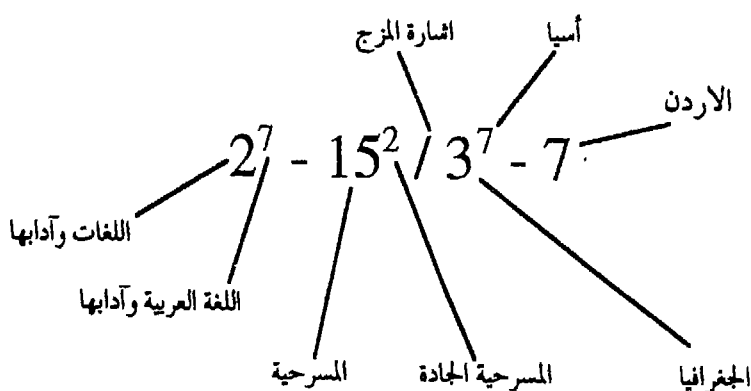 اشارة المزج
أسيا
الاردن
2⁷ - 15² / 3⁷ - 7
اللغات وآدابها
اللغة العربية وآدابها
المسرحية
المسرحية الجادة
الجغرافيا